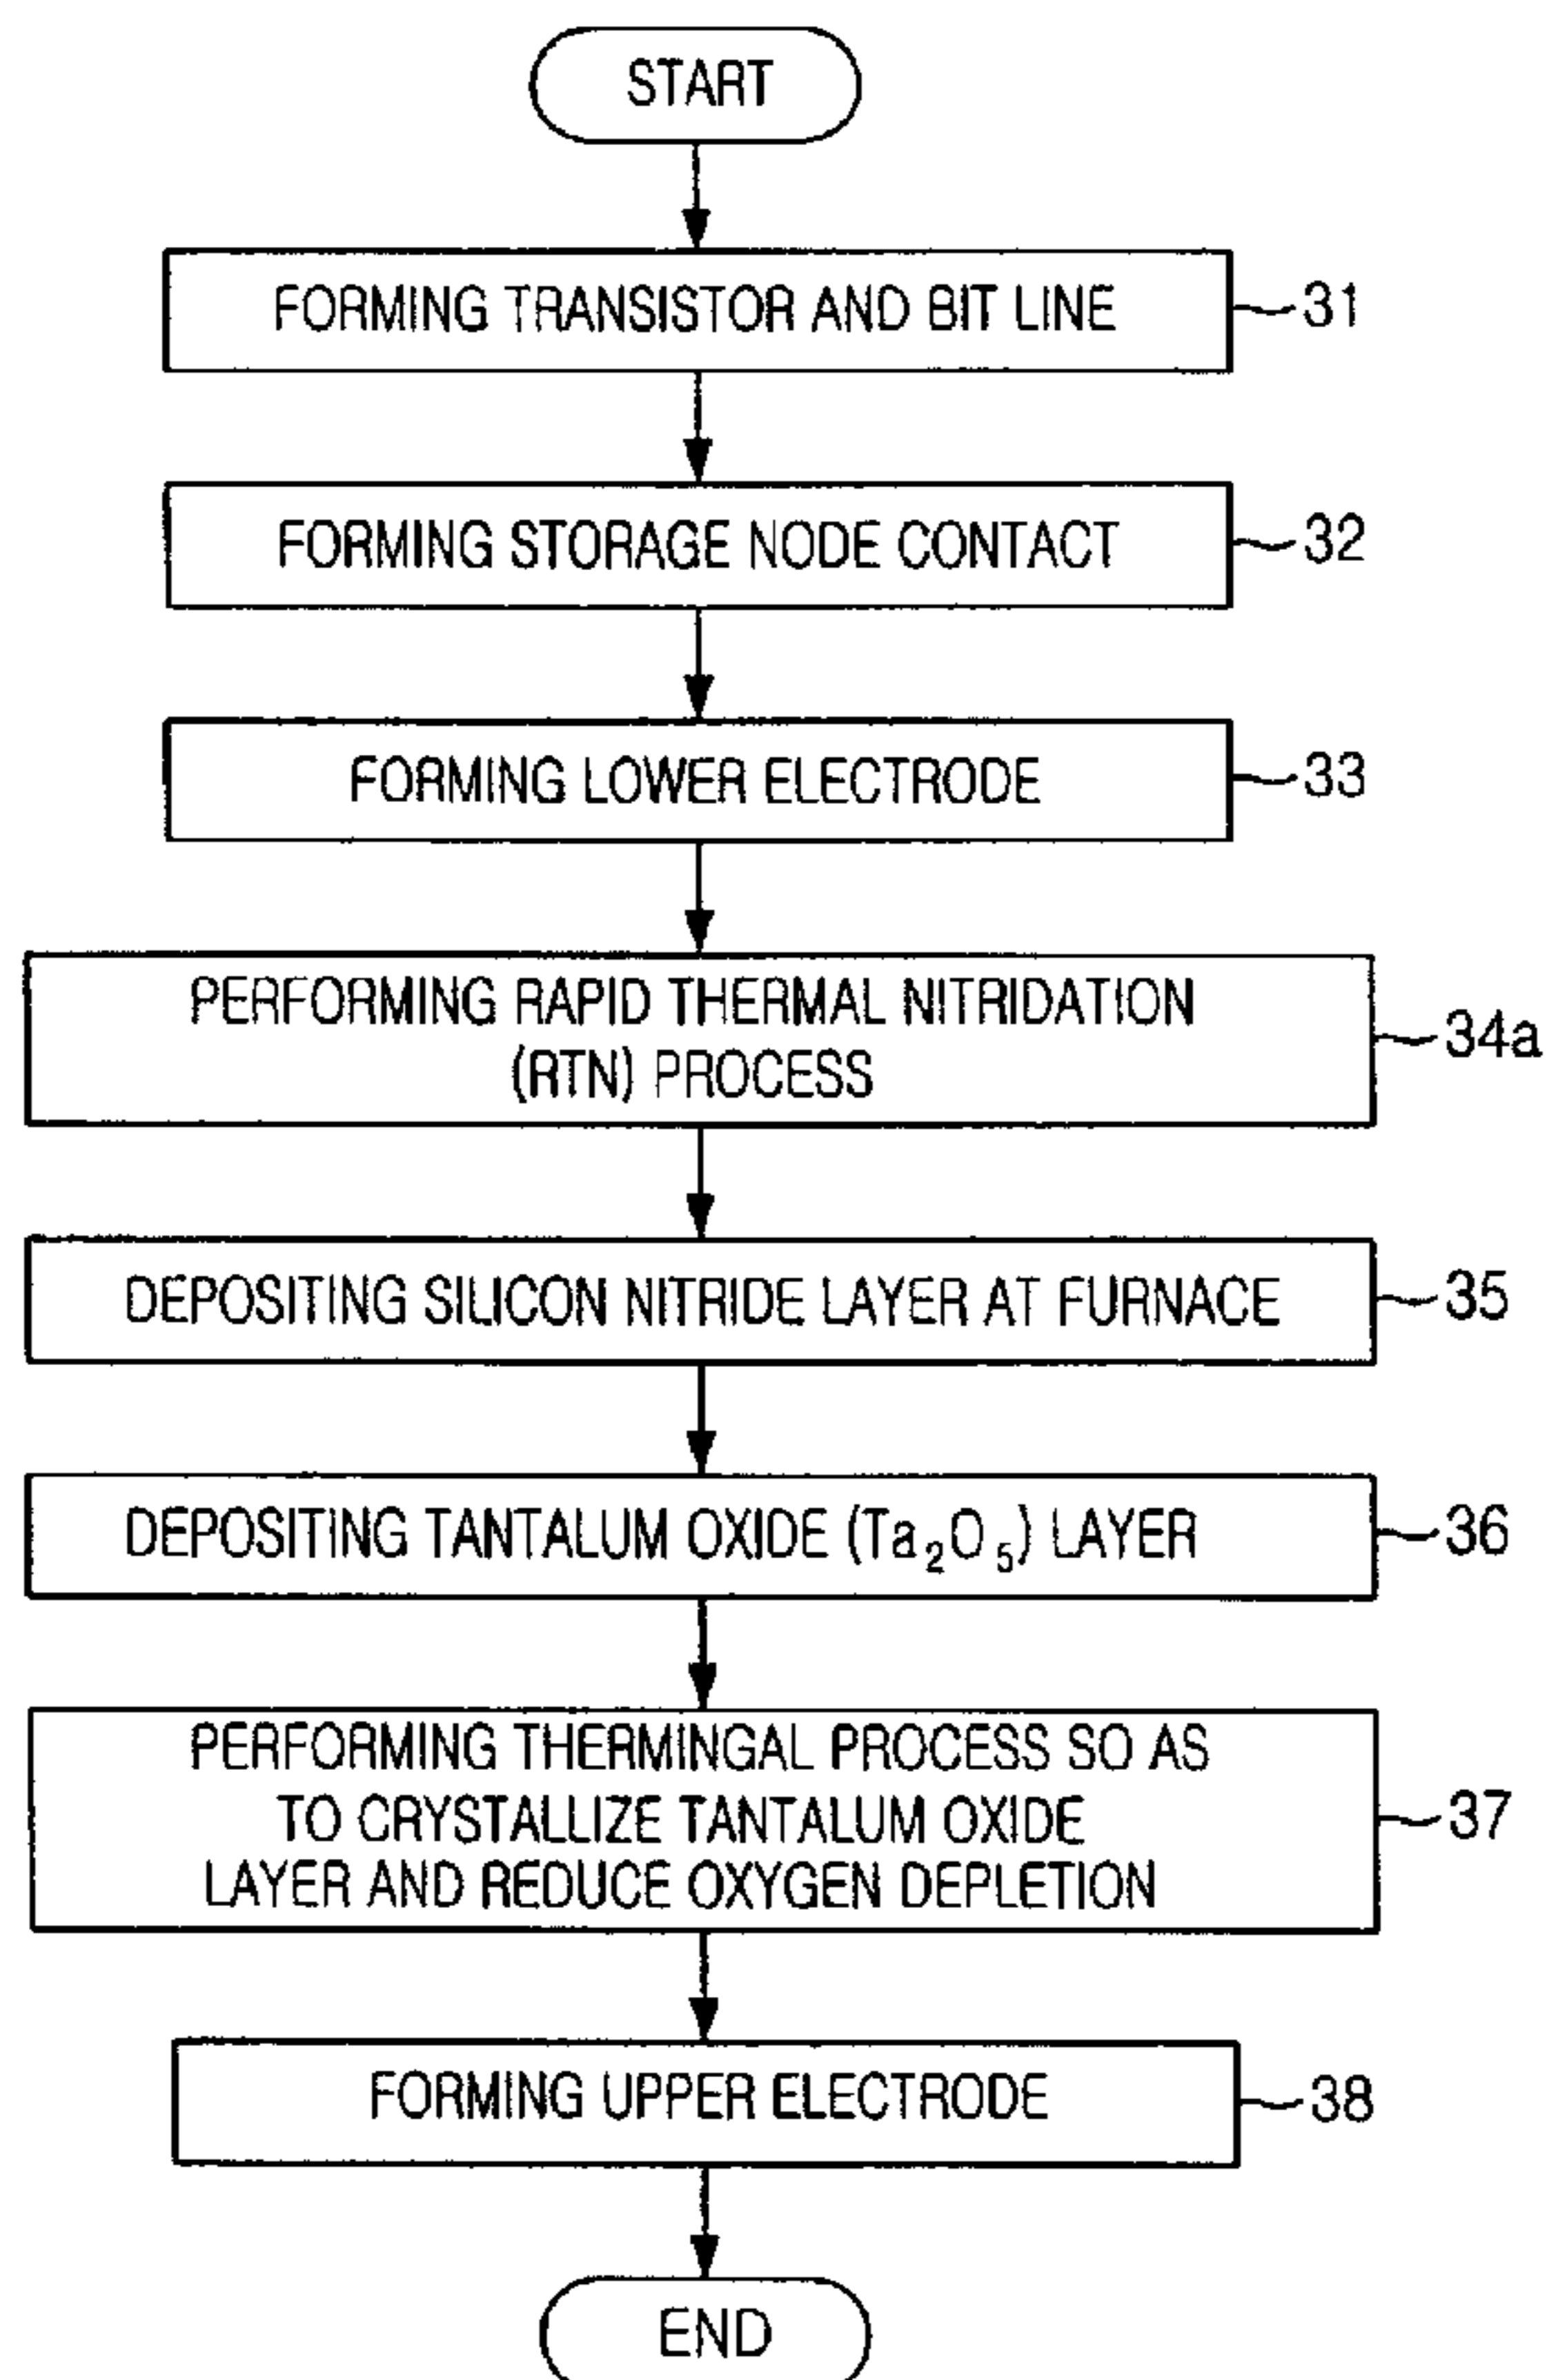 START
FORMING TRANSISTOR AND BIT LINE
31
FORMING STORAGE NODE CONTACT
32
FORMING LOWER ELECTRODE
33
PERFORMING RAPID THERMAL NITRIDATION
(RTN) PROCESS
34a
DEPOSITING SILICON NITRIDE LAYER AT FURNACE
35
DEPOSITING TANTALUM OXIDE (Ta₂O₅) LAYER
36
PERFORMING THERMINGAL PROCESS SO AS
TO CRYSTALLIZE TANTALUM OXIDE
LAYER AND REDUCE OXYGEN DEPLETION
37
FORMING UPPER ELECTRODE
38
END